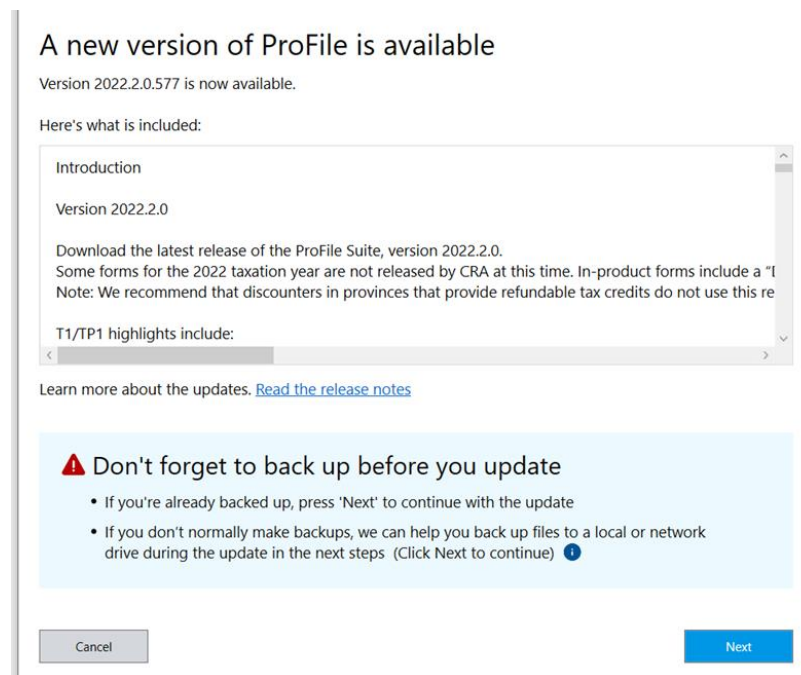 A new version of ProFile is available
Version 2022.2.0.577 is now available.
Here's what is included:
Introduction
Version 2022.2.0
Download the latest release of the ProFile Suite, version 2022.2.0.
Some forms for the 2022 taxation year are not released by CRA at this time. In-product forms include a "
Note: We recommend that discounters in provinces that provide refundable tax credits do not use this re
T1/TP1 highlights include:
Learn more about the updates. Read the release notes
Don't forget to back up before you update
• If you're already backed up, press 'Next' to continue with the update
• If you don't normally make backups, we can help you back up files to a local or network
drive during the update in the next steps (Click Next to continue)
Cancel
Next